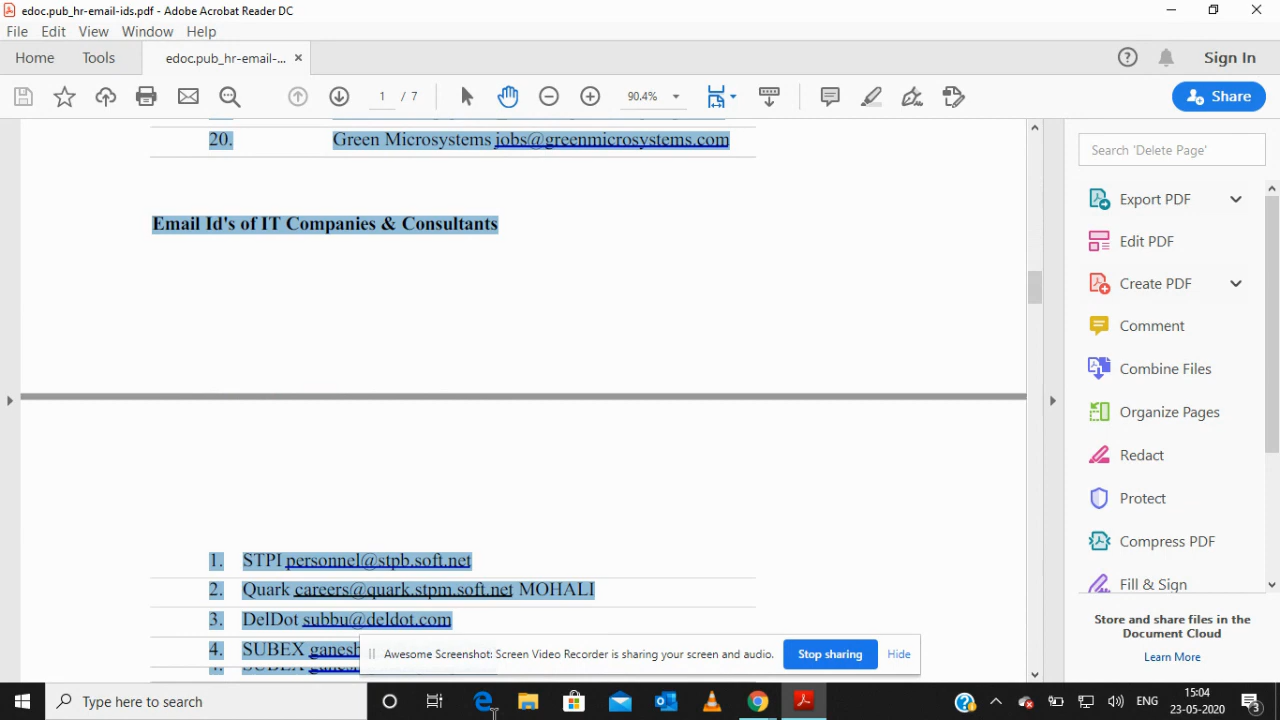 edoc.pub_hr-email-ids.pdf - Adobe Acrobat Reader DC
File Edit View Window Help
Home Tools edoc.pub_hr-email-... × Sign In
1 / 7 90.4% Share
20. Green Microsystems jobs@greenmicrosystems.com
Email Id's of IT Companies & Consultants
1. STPI personnel@stpb.soft.net
2. Quark careers@quark.stpm.soft.net MOHALI
3. DelDot subbu@deldot.com
4. SUBEX ganesh
Search 'Delete Page'
Export PDF
Edit PDF
Create PDF
Comment
Combine Files
Organize Pages
Redact
Protect
Compress PDF
Fill & Sign
Store and share files in the
Document Cloud
Learn More
Awesome Screenshot: Screen Video Recorder is sharing your screen and audio. Stop sharing Hide
Type here to search
ENG
15:04
23-05-2020
3